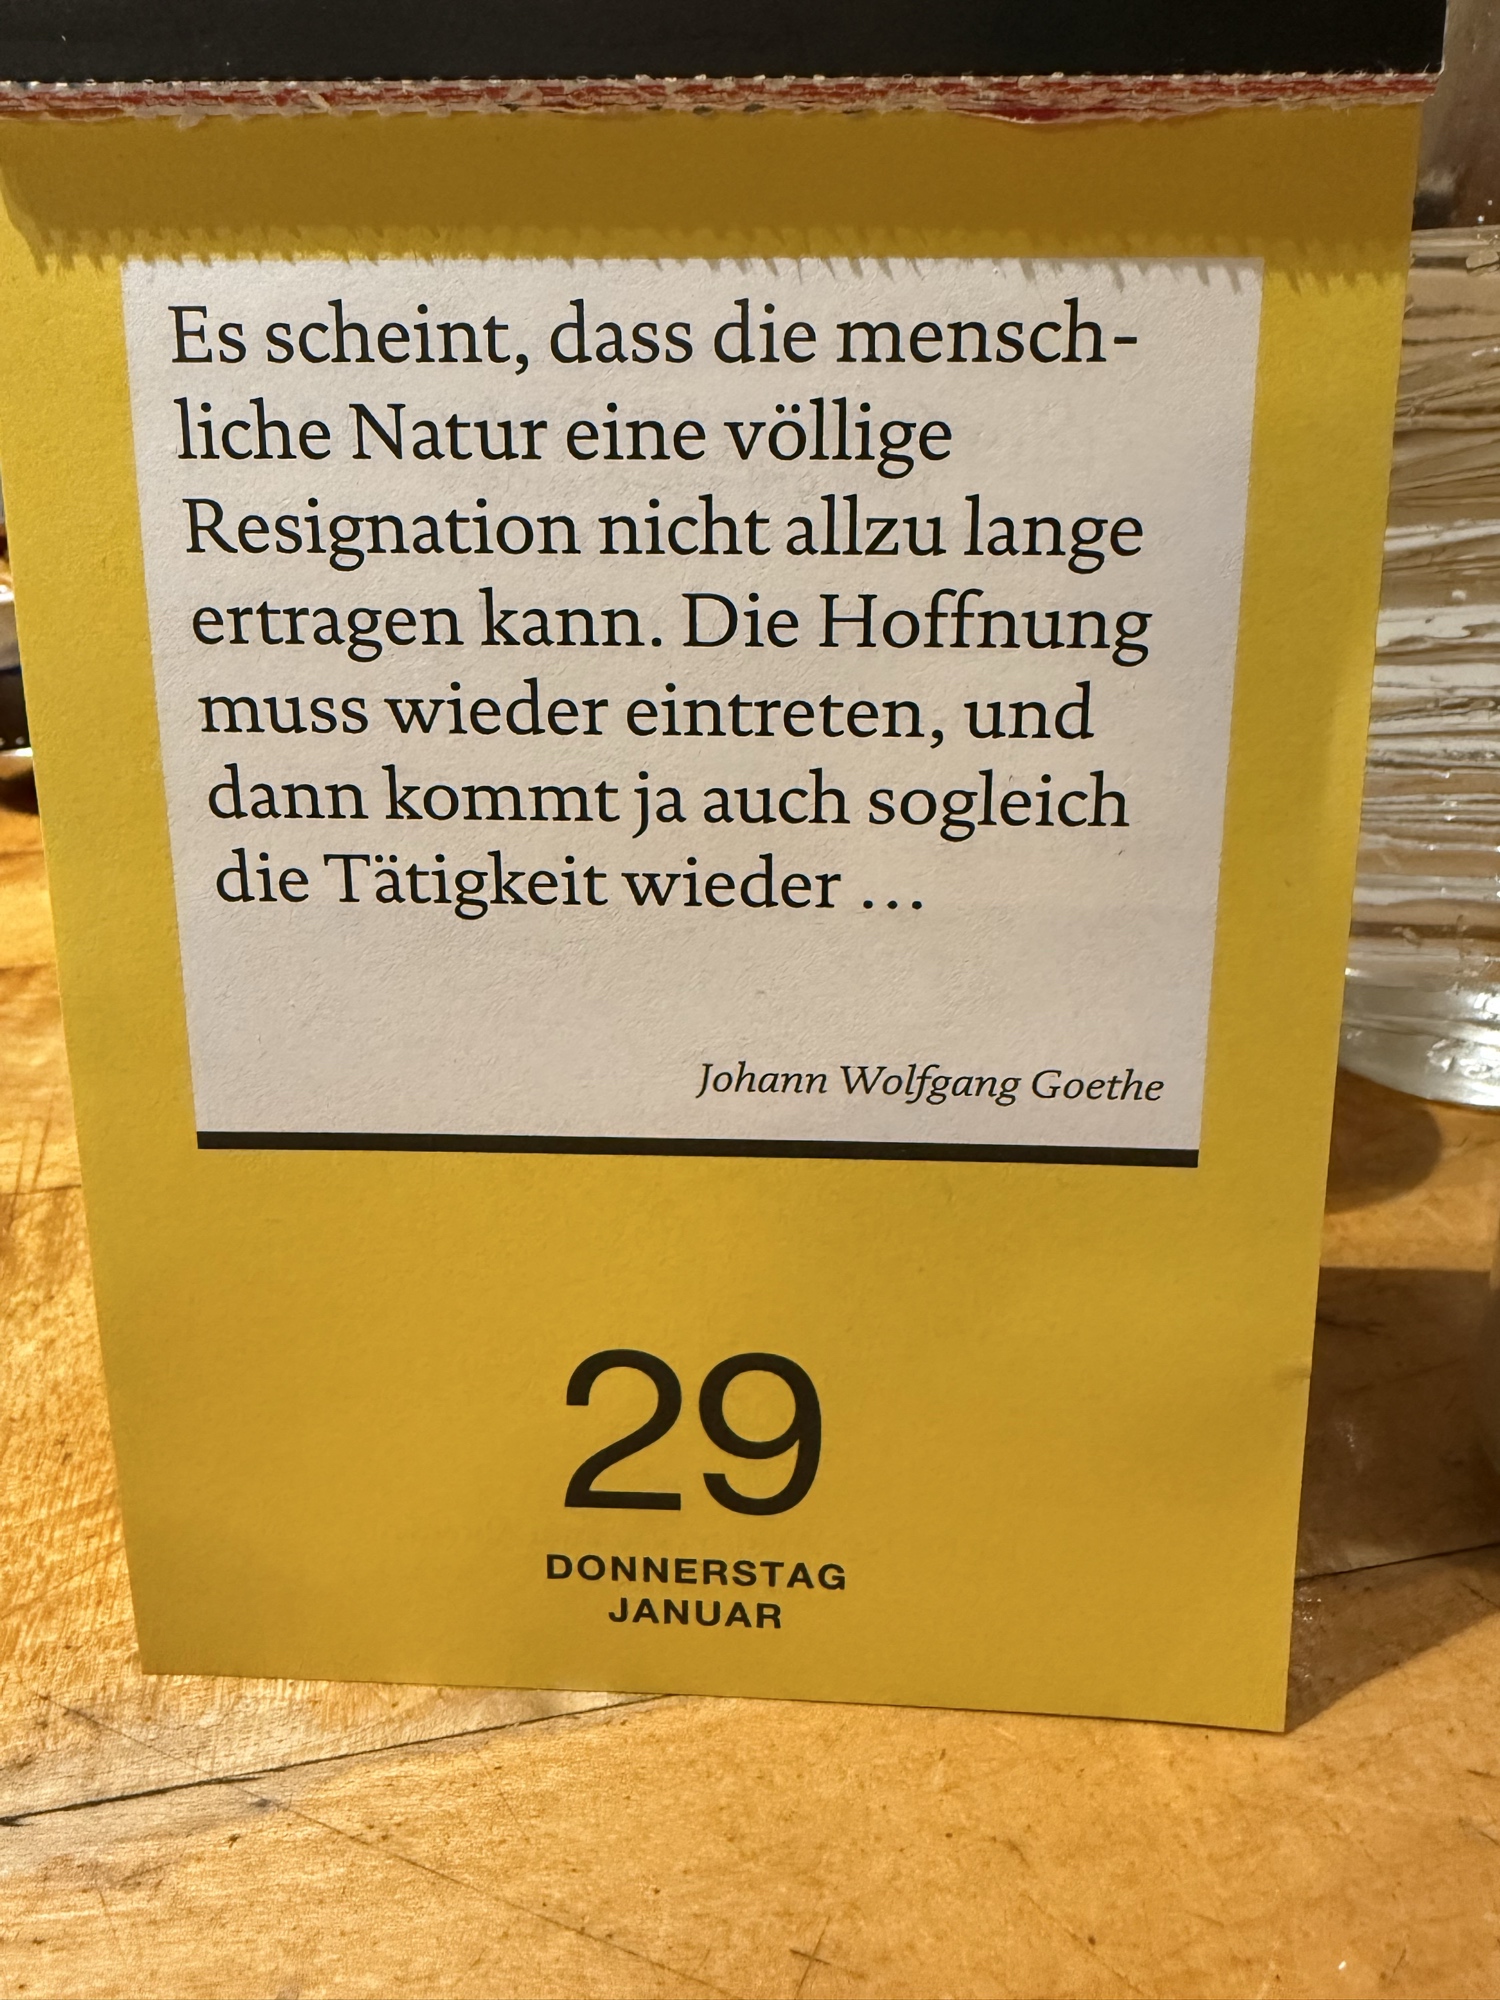 Es scheint, dass die mensch-
liche Natur eine völlige
Resignation nicht allzu lange
ertragen kann. Die Hoffnung
muss wieder eintreten, und
dann kommt ja auch sogleich
die Tätigkeit wieder ...
Johann Wolfgang Goethe
29
DONNERSTAG
JANUAR